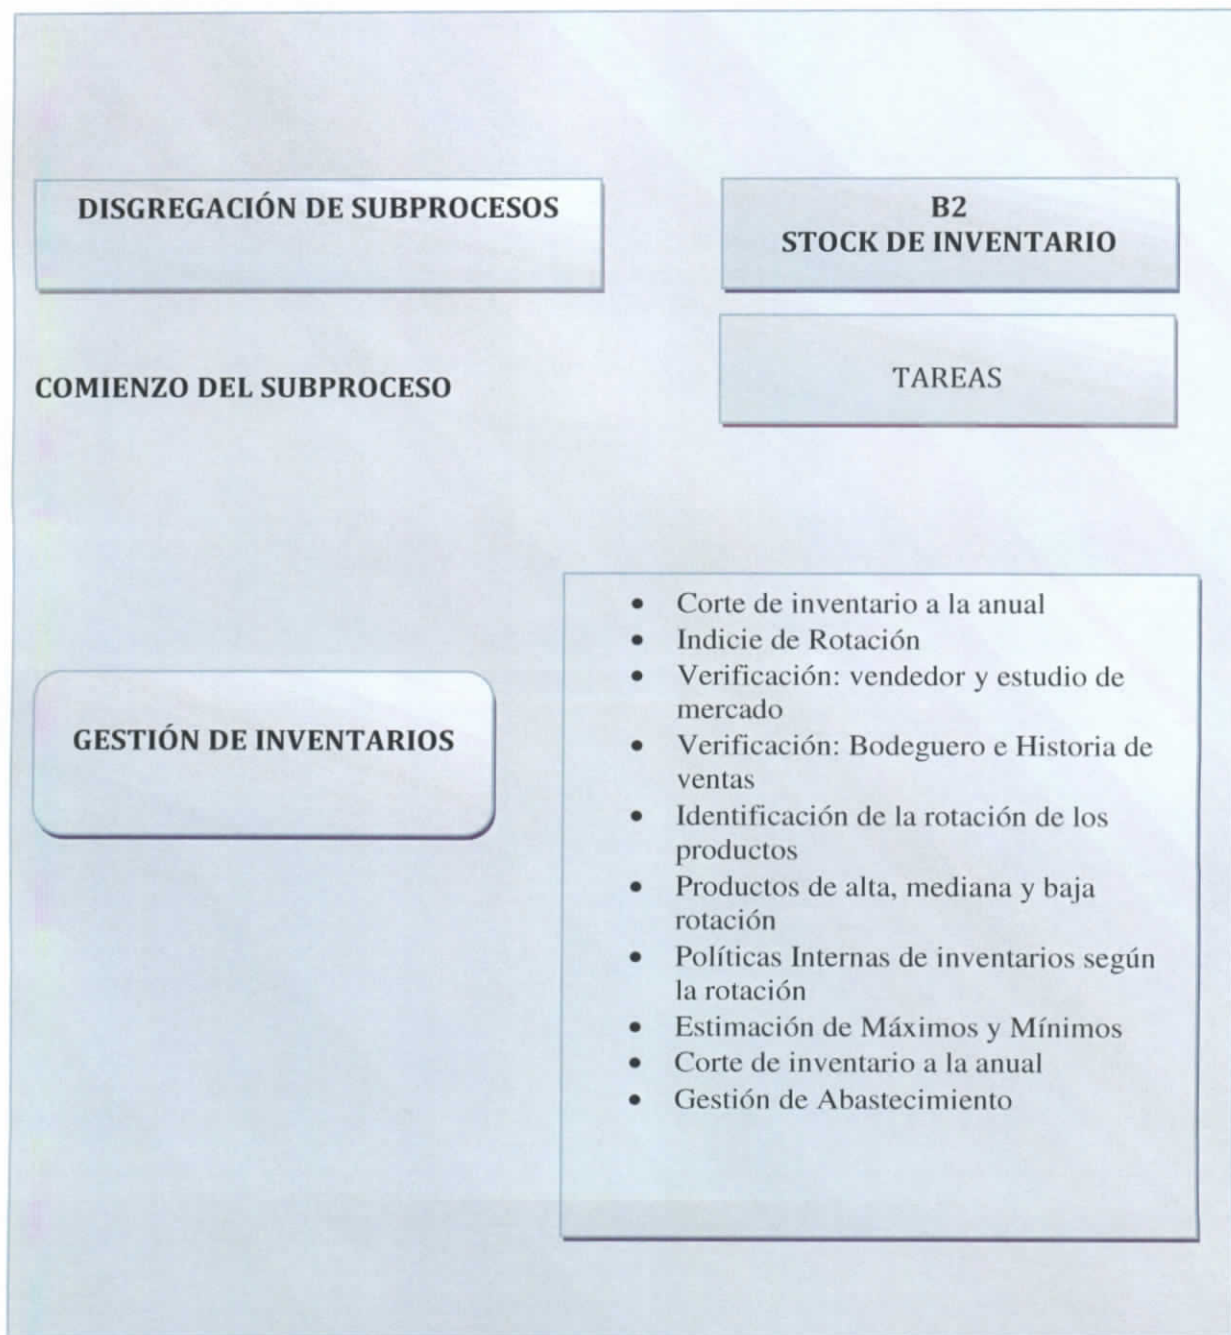 DISGREGACIÓN DE SUBPROCESOS
B2
STOCK DE INVENTARIO
COMIENZO DEL SUBPROCESO
TAREAS
GESTIÓN DE INVENTARIOS
• Corte de inventario a la anual
• Indicie de Rotación
• Verificación: vendedor y estudio de
mercado
• Verificación: Bodeguero e Historia de
ventas
• Identificación de la rotación de los
productos
• Productos de alta, mediana y baja
rotación
• Políticas Internas de inventarios según
la rotación
• Estimación de Máximos y Mínimos
• Corte de inventario a la anual
• Gestión de Abastecimiento